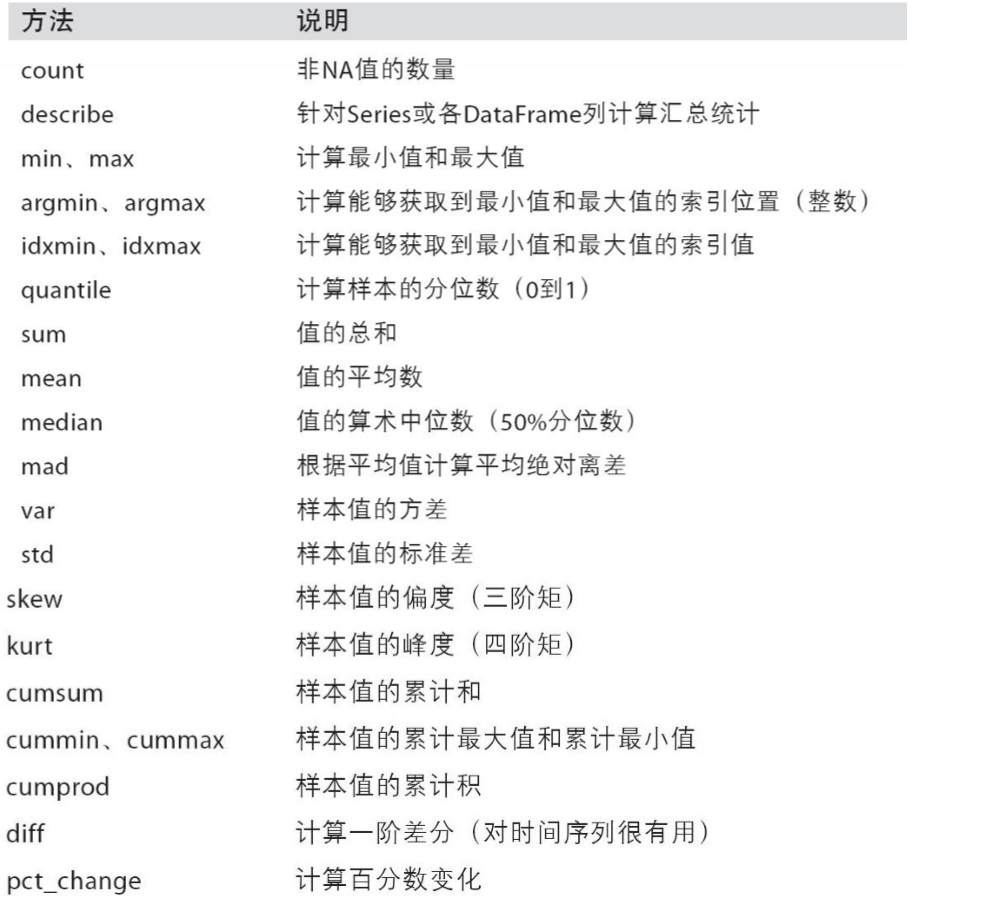 方法 说明
count 非NA值的数量
describe 针对Series或各DataFrame列计算汇总统计
min、max 计算最小值和最大值
argmin、argmax 计算能够获取到最小值和最大值的索引位置（整数）
idxmin、idxmax 计算能够获取到最小值和最大值的索引值
quantile 计算样本的分位数（0到1）
sum 值的总和
mean 值的平均数
median 值的算术中位数（50%分位数）
mad 根据平均值计算平均绝对离差
var 样本值的方差
std 样本值的标准差
skew 样本值的偏度（三阶矩）
kurt 样本值的峰度（四阶矩）
cumsum 样本值的累计和
cummin、cummax 样本值的累计最大值和累计最小值
cumprod 样本值的累计积
diff 计算一阶差分（对时间序列很有用）
pct_change 计算百分数变化